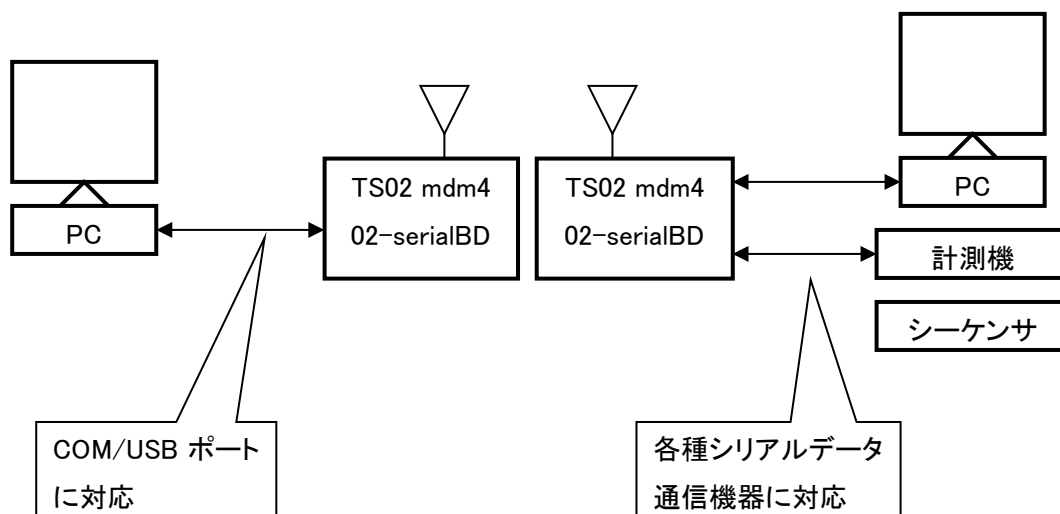 PC
TS02 mdm4
02-serialBD
TS02 mdm4
02-serialBD
PC
計測機
シーケンサ
COM/USB ポート
に対応
各種シリアルデータ
通信機器に対応